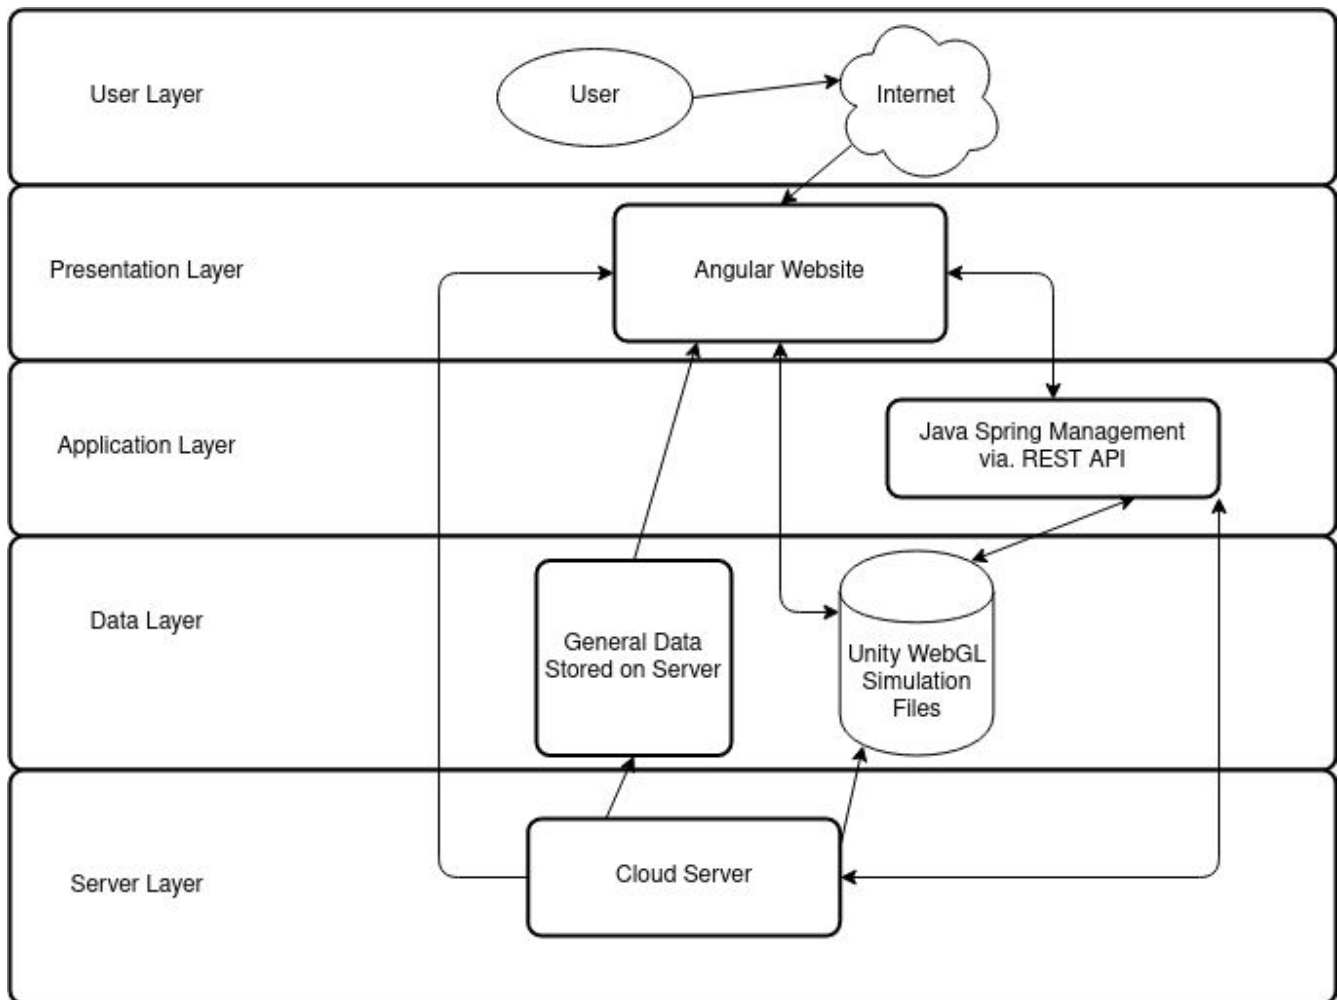 User Layer
User
Internet
Presentation Layer
Angular Website
Application Layer
Java Spring Management
via. REST API
Data Layer
General Data
Stored on Server
Unity WebGL
Simulation
Files
Server Layer
Cloud Server